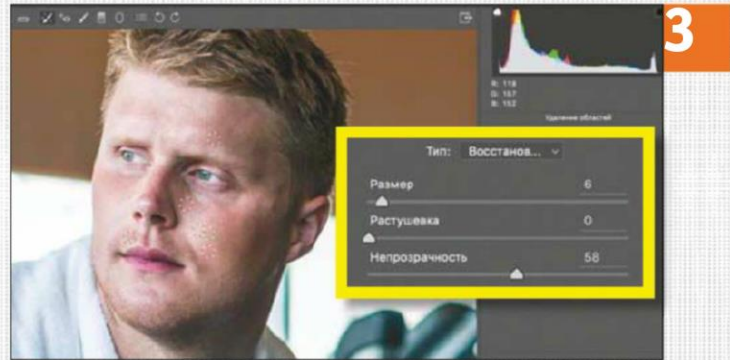 3
R: 118
G: 157
B: 152
Удаление областей
Тип: Восстанов...
Размер 6
Растушевка 0
Непрозрачность 58